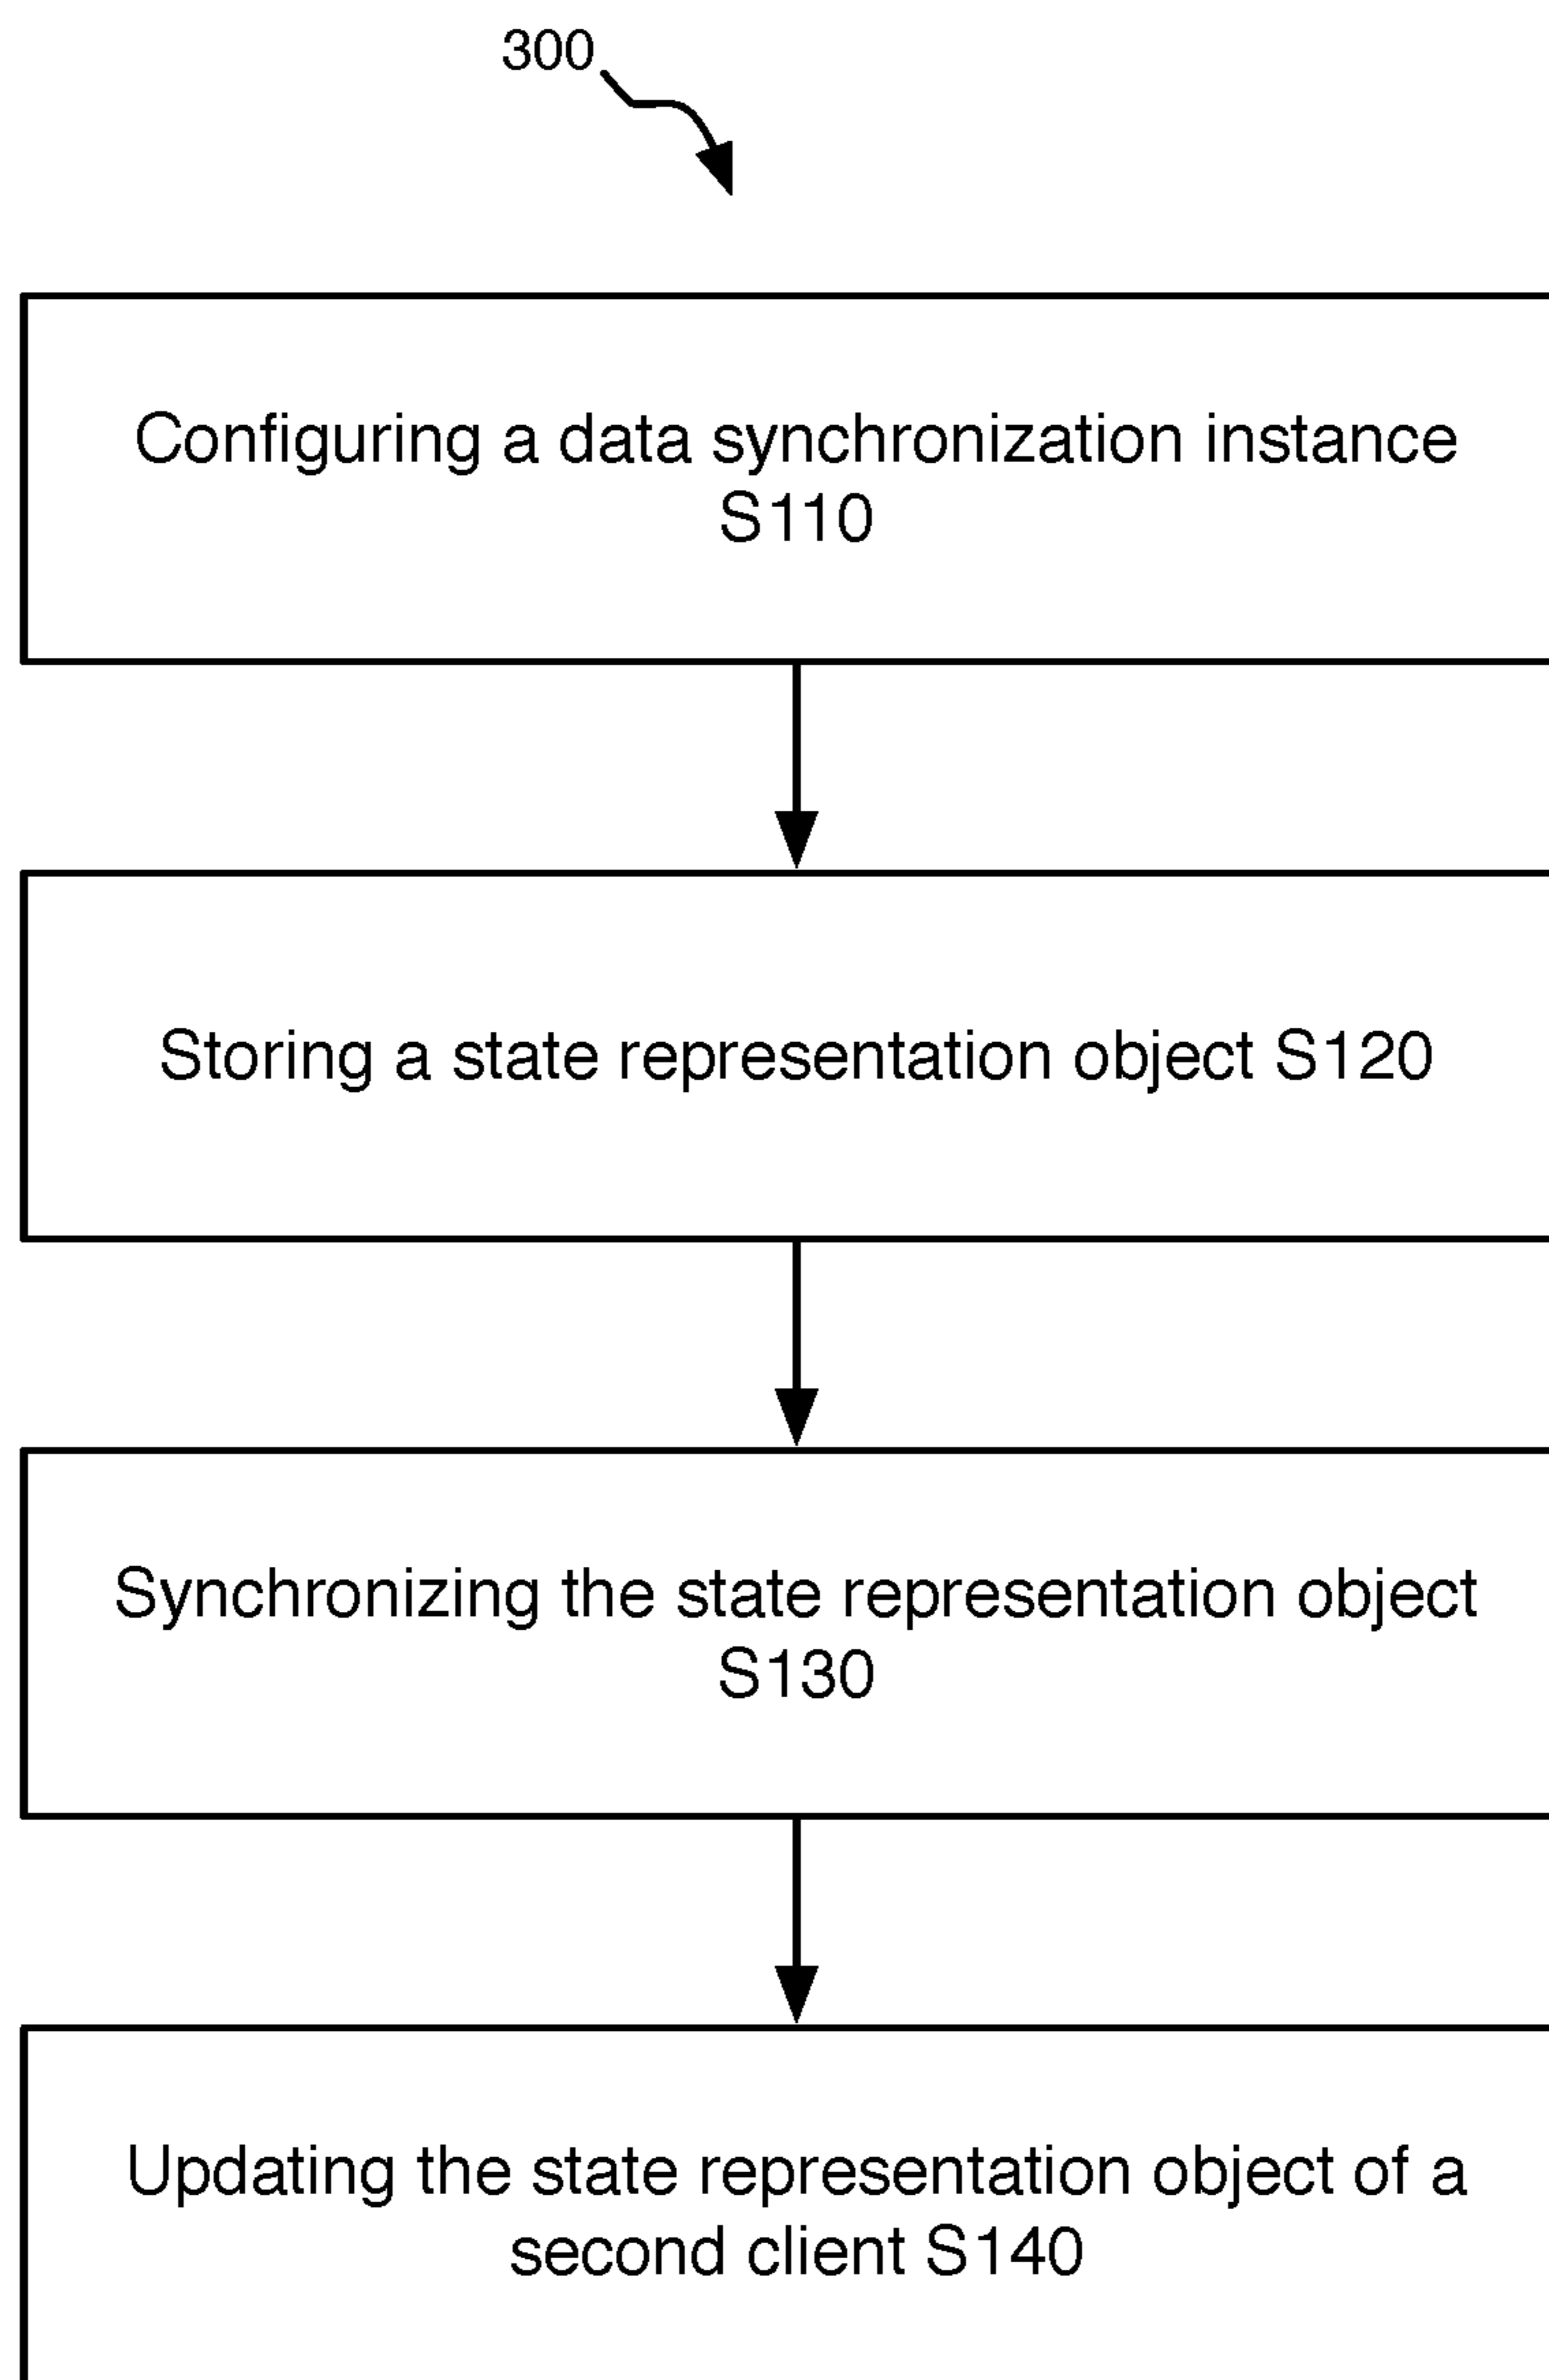 300
Configuring a data synchronization instance
S110
Storing a state representation object S120
Synchronizing the state representation object
S130
Updating the state representation object of a
second client S140